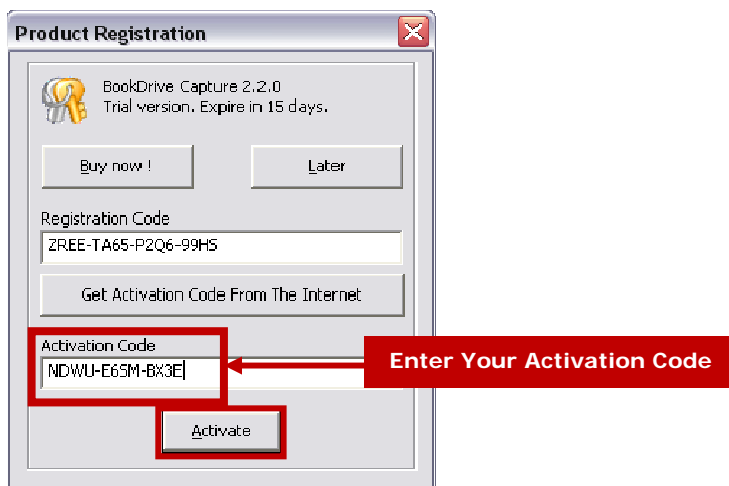 Product Registration
BookDrive Capture 2.2.0
Trial version. Expire in 15 days.
Buy now !
Later
Registration Code
ZREE-TA65-P2Q6-99HS
Get Activation Code From The Internet
Activation Code
NDWU-E6SM-BX3E
Enter Your Activation Code
Activate